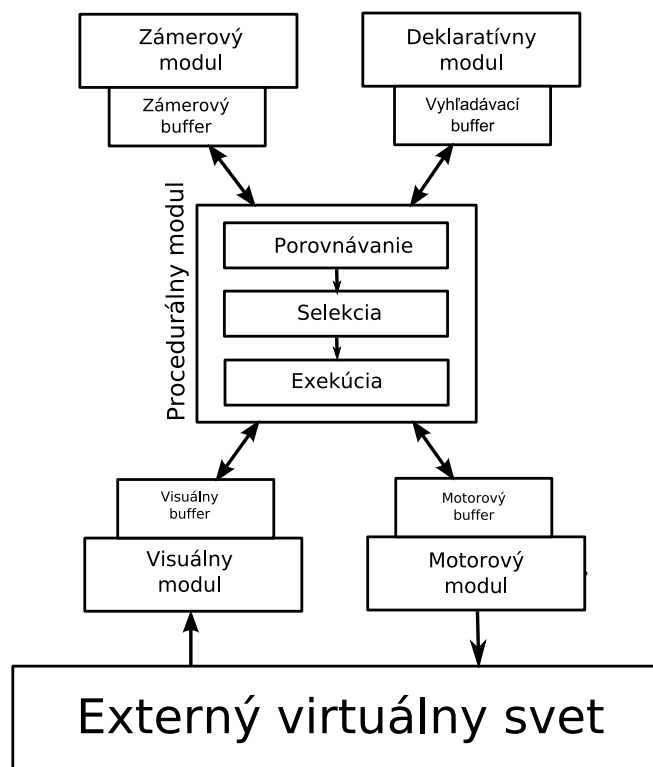 Zámerový
modul
Zámerový
buffer
Deklaratívny
modul
Vyhľadávací
buffer
Procedurálny modul
Porovnávanie
Selekcia
Exekúcia
Visuálny
buffer
Visuálny
modul
Motorový
buffer
Motorový
modul
Externý virtuálny svet